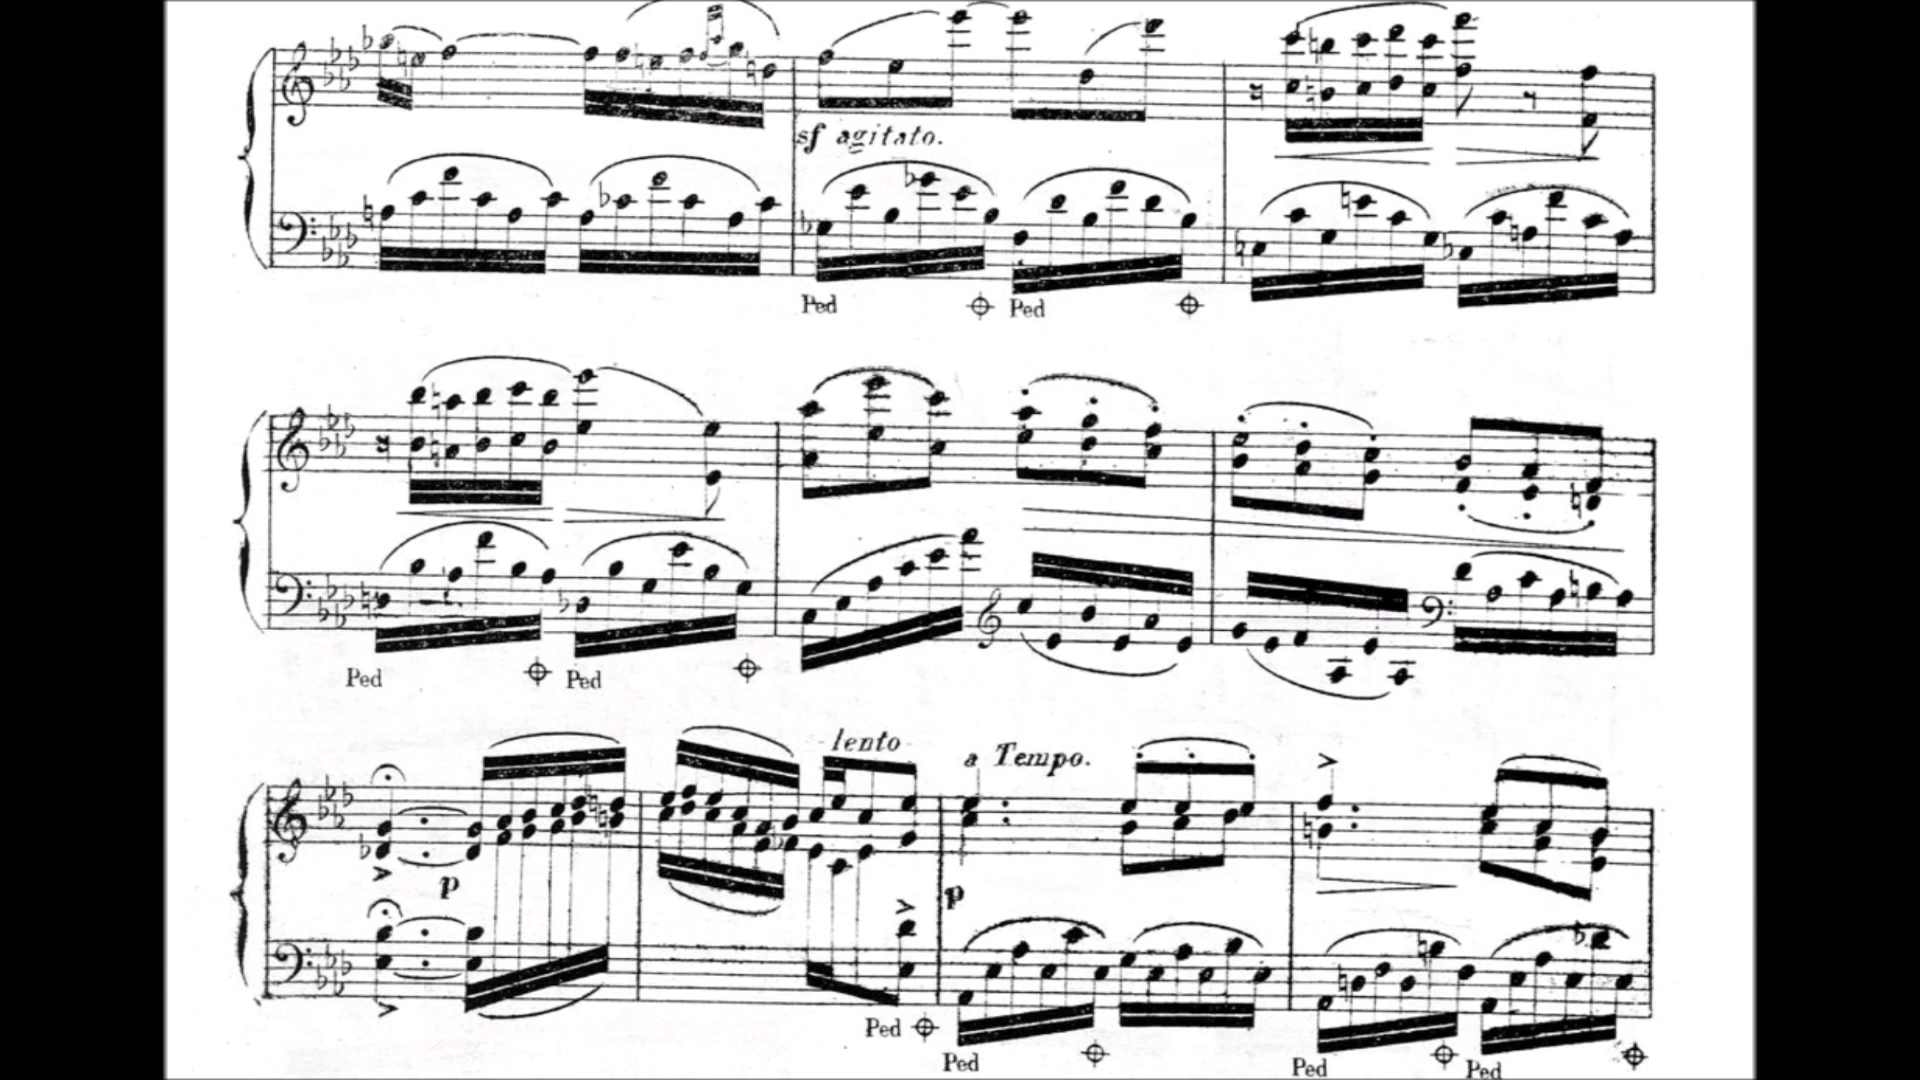 sf agitato.
Ped Ped
Ped Ped
lento
a Tempo.
p p
Ped
Ped Ped Ped